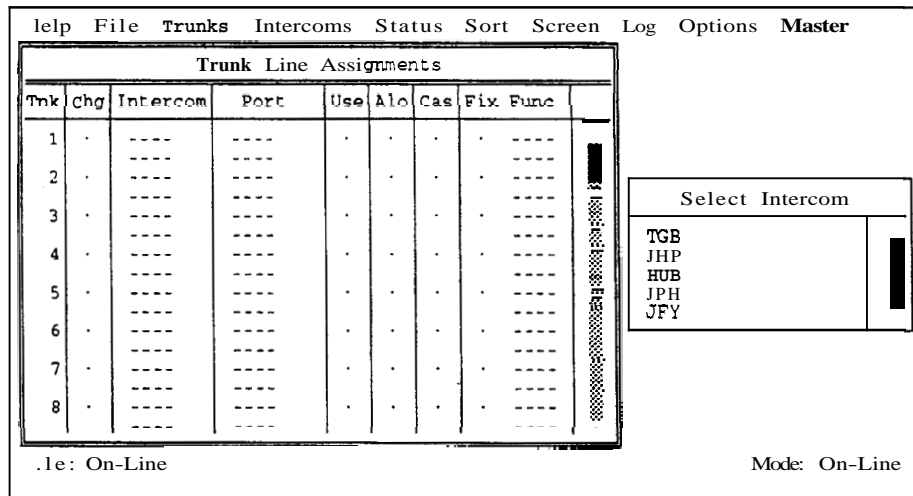 lelp File Trunks Intercoms Status Sort Screen Log Options Master
Trunk Line Assignments
Tnk Chg Intercom Port Use Alo Cas Fix Func
1 · ---- ---- · · · · ----
---- ---- ----
2 · ---- ---- · · · · ----
---- ---- ----
3 · ---- ---- · · · · ----
---- ---- ----
4 · ---- ---- · · · · ----
---- ---- ----
5 · ---- ---- · · · · ----
---- ---- ----
6 · ---- ---- · · · · ----
---- ---- ----
7 · ---- ---- · · · · ----
---- ---- ----
8 · ---- ---- · · · · ----
---- ---- ----
Select Intercom
TGB
JHP
HUB
JPH
JFY
.le: On-Line Mode: On-Line